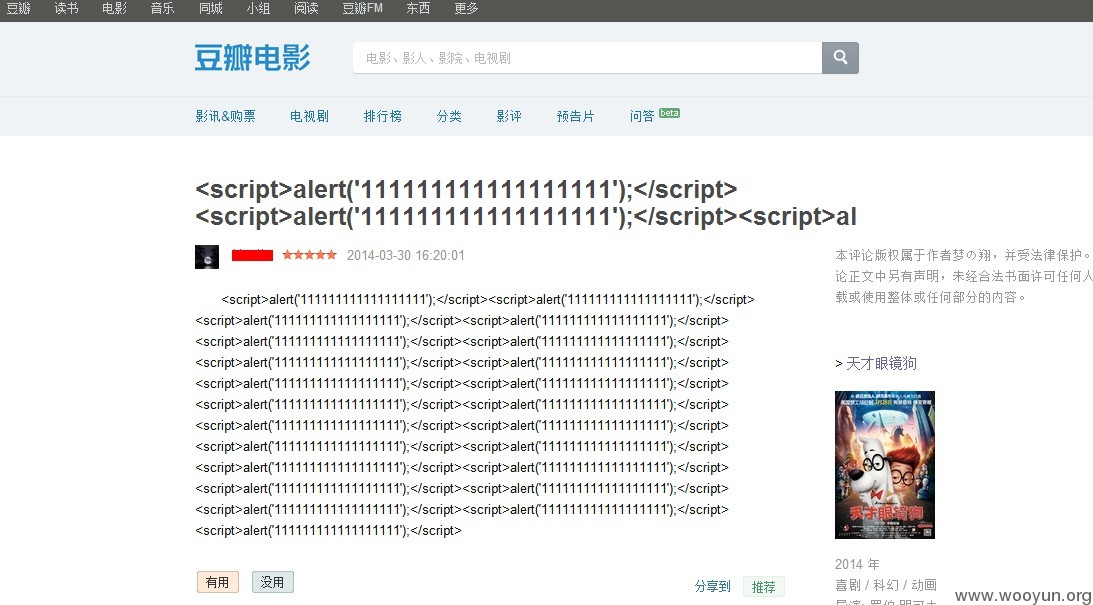 豆瓣 读书 电影 音乐 同城 小组 阅读 豆瓣FM 东西 更多
豆瓣电影
电影、影人、影院、电视剧
影讯&购票 电视剧 排行榜 分类 影评 预告片 问答 beta
<script>alert('111111111111111111');</script>
<script>alert('111111111111111111');</script><script>al
2014-03-30 16:20:01
<script>alert('111111111111111111');</script><script>alert('111111111111111111');</script>
<script>alert('111111111111111111');</script><script>alert('111111111111111111');</script>
<script>alert('111111111111111111');</script><script>alert('111111111111111111');</script>
<script>alert('111111111111111111');</script><script>alert('111111111111111111');</script>
<script>alert('111111111111111111');</script><script>alert('111111111111111111');</script>
<script>alert('111111111111111111');</script><script>alert('111111111111111111');</script>
<script>alert('111111111111111111');</script><script>alert('111111111111111111');</script>
<script>alert('111111111111111111');</script><script>alert('111111111111111111');</script>
<script>alert('111111111111111111');</script><script>alert('111111111111111111');</script>
<script>alert('111111111111111111');</script><script>alert('111111111111111111');</script>
<script>alert('111111111111111111');</script><script>alert('111111111111111111');</script>
<script>alert('111111111111111111');</script>
有用 没用
分享到 推荐
本评论版权属于作者梦の翔，并受法律保护。
论正文中另有声明，未经合法书面许可任何人
载或使用整体或任何部分的内容。
> 天才眼镜狗
天才眼镜狗
2014 年
喜剧 / 科幻 / 动画
www.wooyun.org